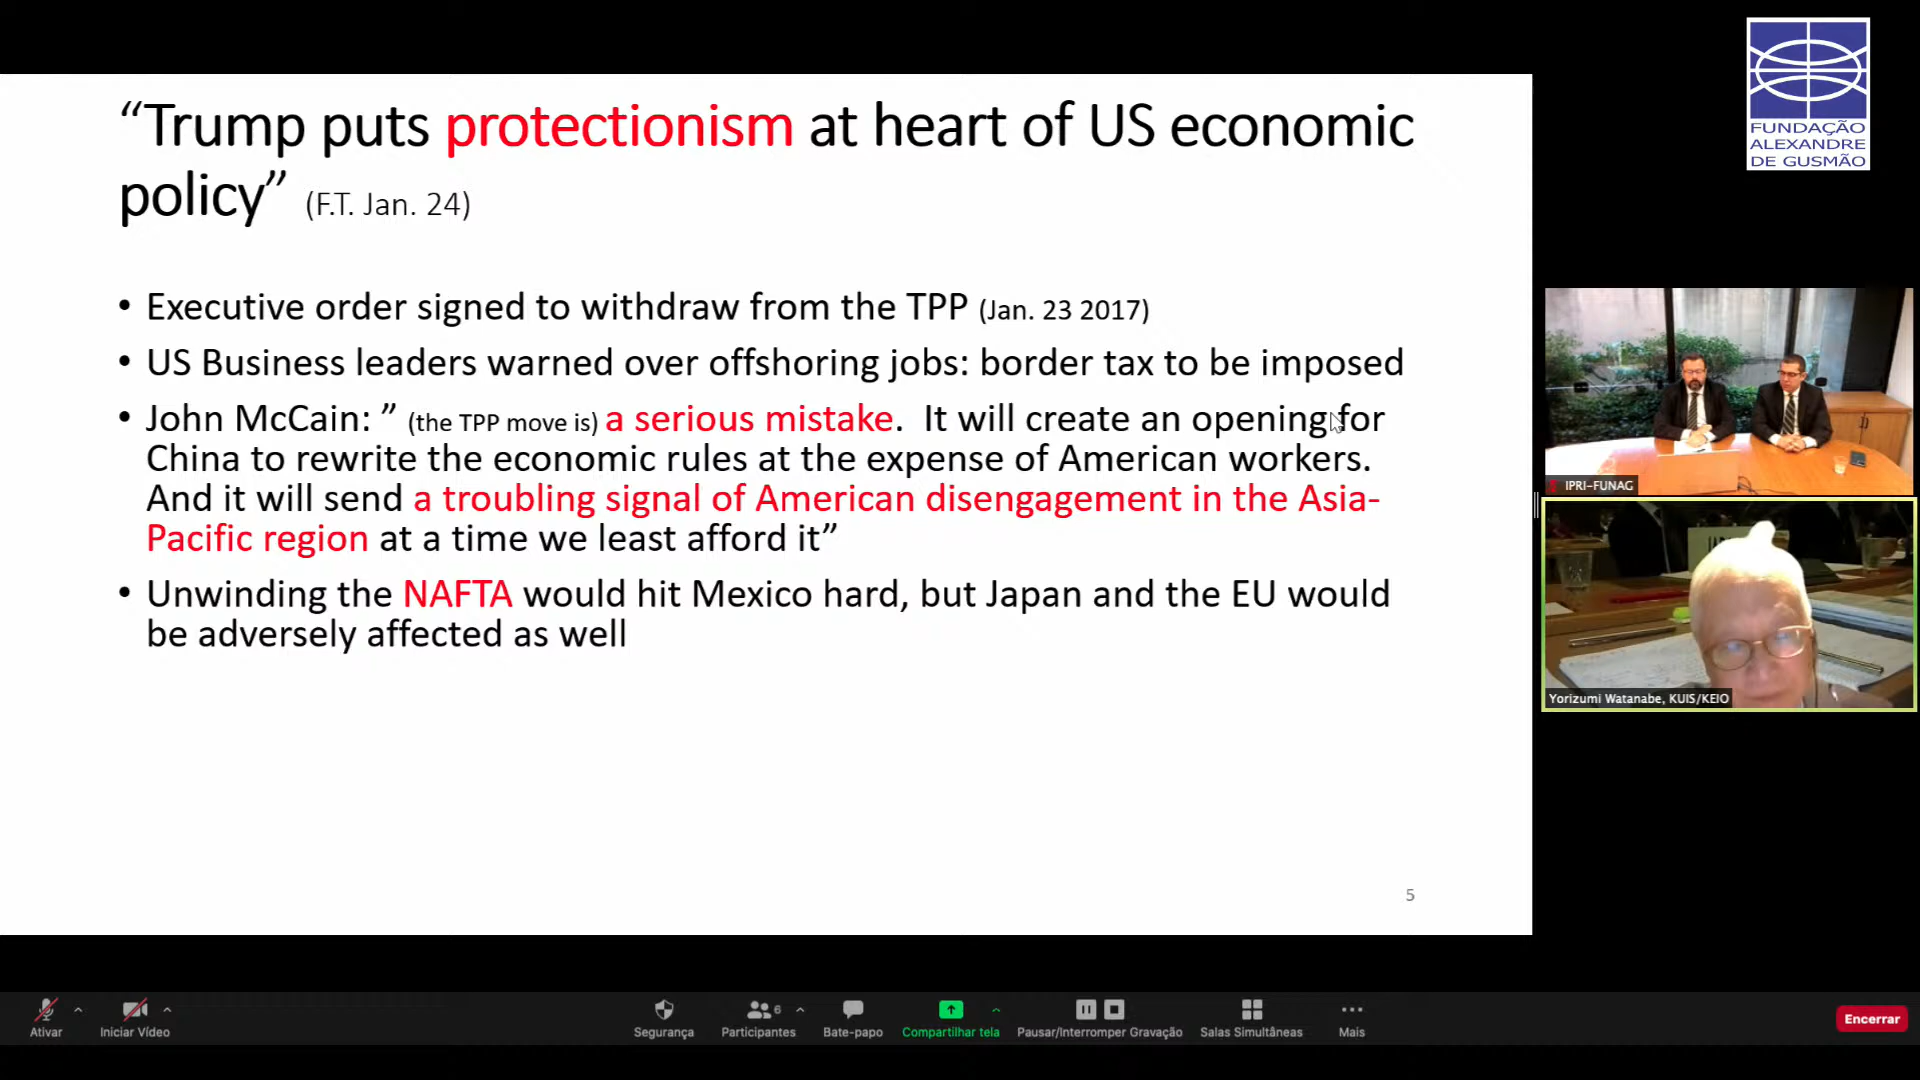 “Trump puts protectionism at heart of US economic
policy” (F.T. Jan. 24)
• Executive order signed to withdraw from the TPP (Jan. 23 2017)
• US Business leaders warned over offshoring jobs: border tax to be imposed
• John McCain: ” (the TPP move is) a serious mistake. It will create an opening for
China to rewrite the economic rules at the expense of American workers.
And it will send a troubling signal of American disengagement in the Asia-
Pacific region at a time we least afford it”
• Unwinding the NAFTA would hit Mexico hard, but Japan and the EU would
be adversely affected as well
5
FUNDAÇÃO
ALEXANDRE
DE GUSMÃO
IPRI-FUNAG
Yorizumi Watanabe, KUIS/KEIO
Ativar
Iniciar Vídeo
Segurança
6
Participantes
Bate-papo
Compartilhar tela
Pausar/Interromper Gravação
Salas Simultâneas
Mais
Encerrar